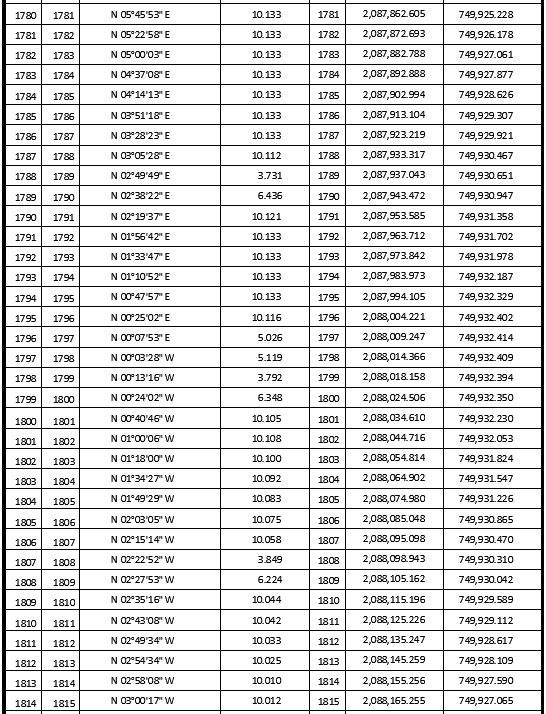 1780 1781 N 05°45'53" E 10.133 1781 2,087,862.605 749,925.228
1781 1782 N 05°22'58" E 10.133 1782 2,087,872.693 749,926.178
1782 1783 N 05°00'03" E 10.133 1783 2,087,882.788 749,927.061
1783 1784 N 04°37'08" E 10.133 1784 2,087,892.888 749,927.877
1784 1785 N 04°14'13" E 10.133 1785 2,087,902.994 749,928.626
1785 1786 N 03°51'18" E 10.133 1786 2,087,913.104 749,929.307
1786 1787 N 03°28'23" E 10.133 1787 2,087,923.219 749,929.921
1787 1788 N 03°05'28" E 10.112 1788 2,087,933.317 749,930.467
1788 1789 N 02°49'49" E 3.731 1789 2,087,937.043 749,930.651
1789 1790 N 02°38'22" E 6.436 1790 2,087,943.472 749,930.947
1790 1791 N 02°19'37" E 10.121 1791 2,087,953.585 749,931.358
1791 1792 N 01°56'42" E 10.133 1792 2,087,963.712 749,931.702
1792 1793 N 01°33'47" E 10.133 1793 2,087,973.842 749,931.978
1793 1794 N 01°10'52" E 10.133 1794 2,087,983.973 749,932.187
1794 1795 N 00°47'57" E 10.133 1795 2,087,994.105 749,932.329
1795 1796 N 00°25'02" E 10.116 1796 2,088,004.221 749,932.402
1796 1797 N 00°07'53" E 5.026 1797 2,088,009.247 749,932.414
1797 1798 N 00°03'28" W 5.119 1798 2,088,014.366 749,932.409
1798 1799 N 00°13'16" W 3.792 1799 2,088,018.158 749,932.394
1799 1800 N 00°24'02" W 6.348 1800 2,088,024.506 749,932.350
1800 1801 N 00°40'46" W 10.105 1801 2,088,034.610 749,932.230
1801 1802 N 01°00'06" W 10.108 1802 2,088,044.716 749,932.053
1802 1803 N 01°18'00" W 10.100 1803 2,088,054.814 749,931.824
1803 1804 N 01°34'27" W 10.092 1804 2,088,064.902 749,931.547
1804 1805 N 01°49'29" W 10.083 1805 2,088,074.980 749,931.226
1805 1806 N 02°03'05" W 10.075 1806 2,088,085.048 749,930.865
1806 1807 N 02°15'14" W 10.058 1807 2,088,095.098 749,930.470
1807 1808 N 02°22'52" W 3.849 1808 2,088,098.943 749,930.310
1808 1809 N 02°27'53" W 6.224 1809 2,088,105.162 749,930.042
1809 1810 N 02°35'16" W 10.044 1810 2,088,115.196 749,929.589
1810 1811 N 02°43'08" W 10.042 1811 2,088,125.226 749,929.112
1811 1812 N 02°49'34" W 10.033 1812 2,088,135.247 749,928.617
1812 1813 N 02°54'34" W 10.025 1813 2,088,145.259 749,928.109
1813 1814 N 02°58'08" W 10.010 1814 2,088,155.256 749,927.590
1814 1815 N 03°00'17" W 10.012 1815 2,088,165.255 749,927.065